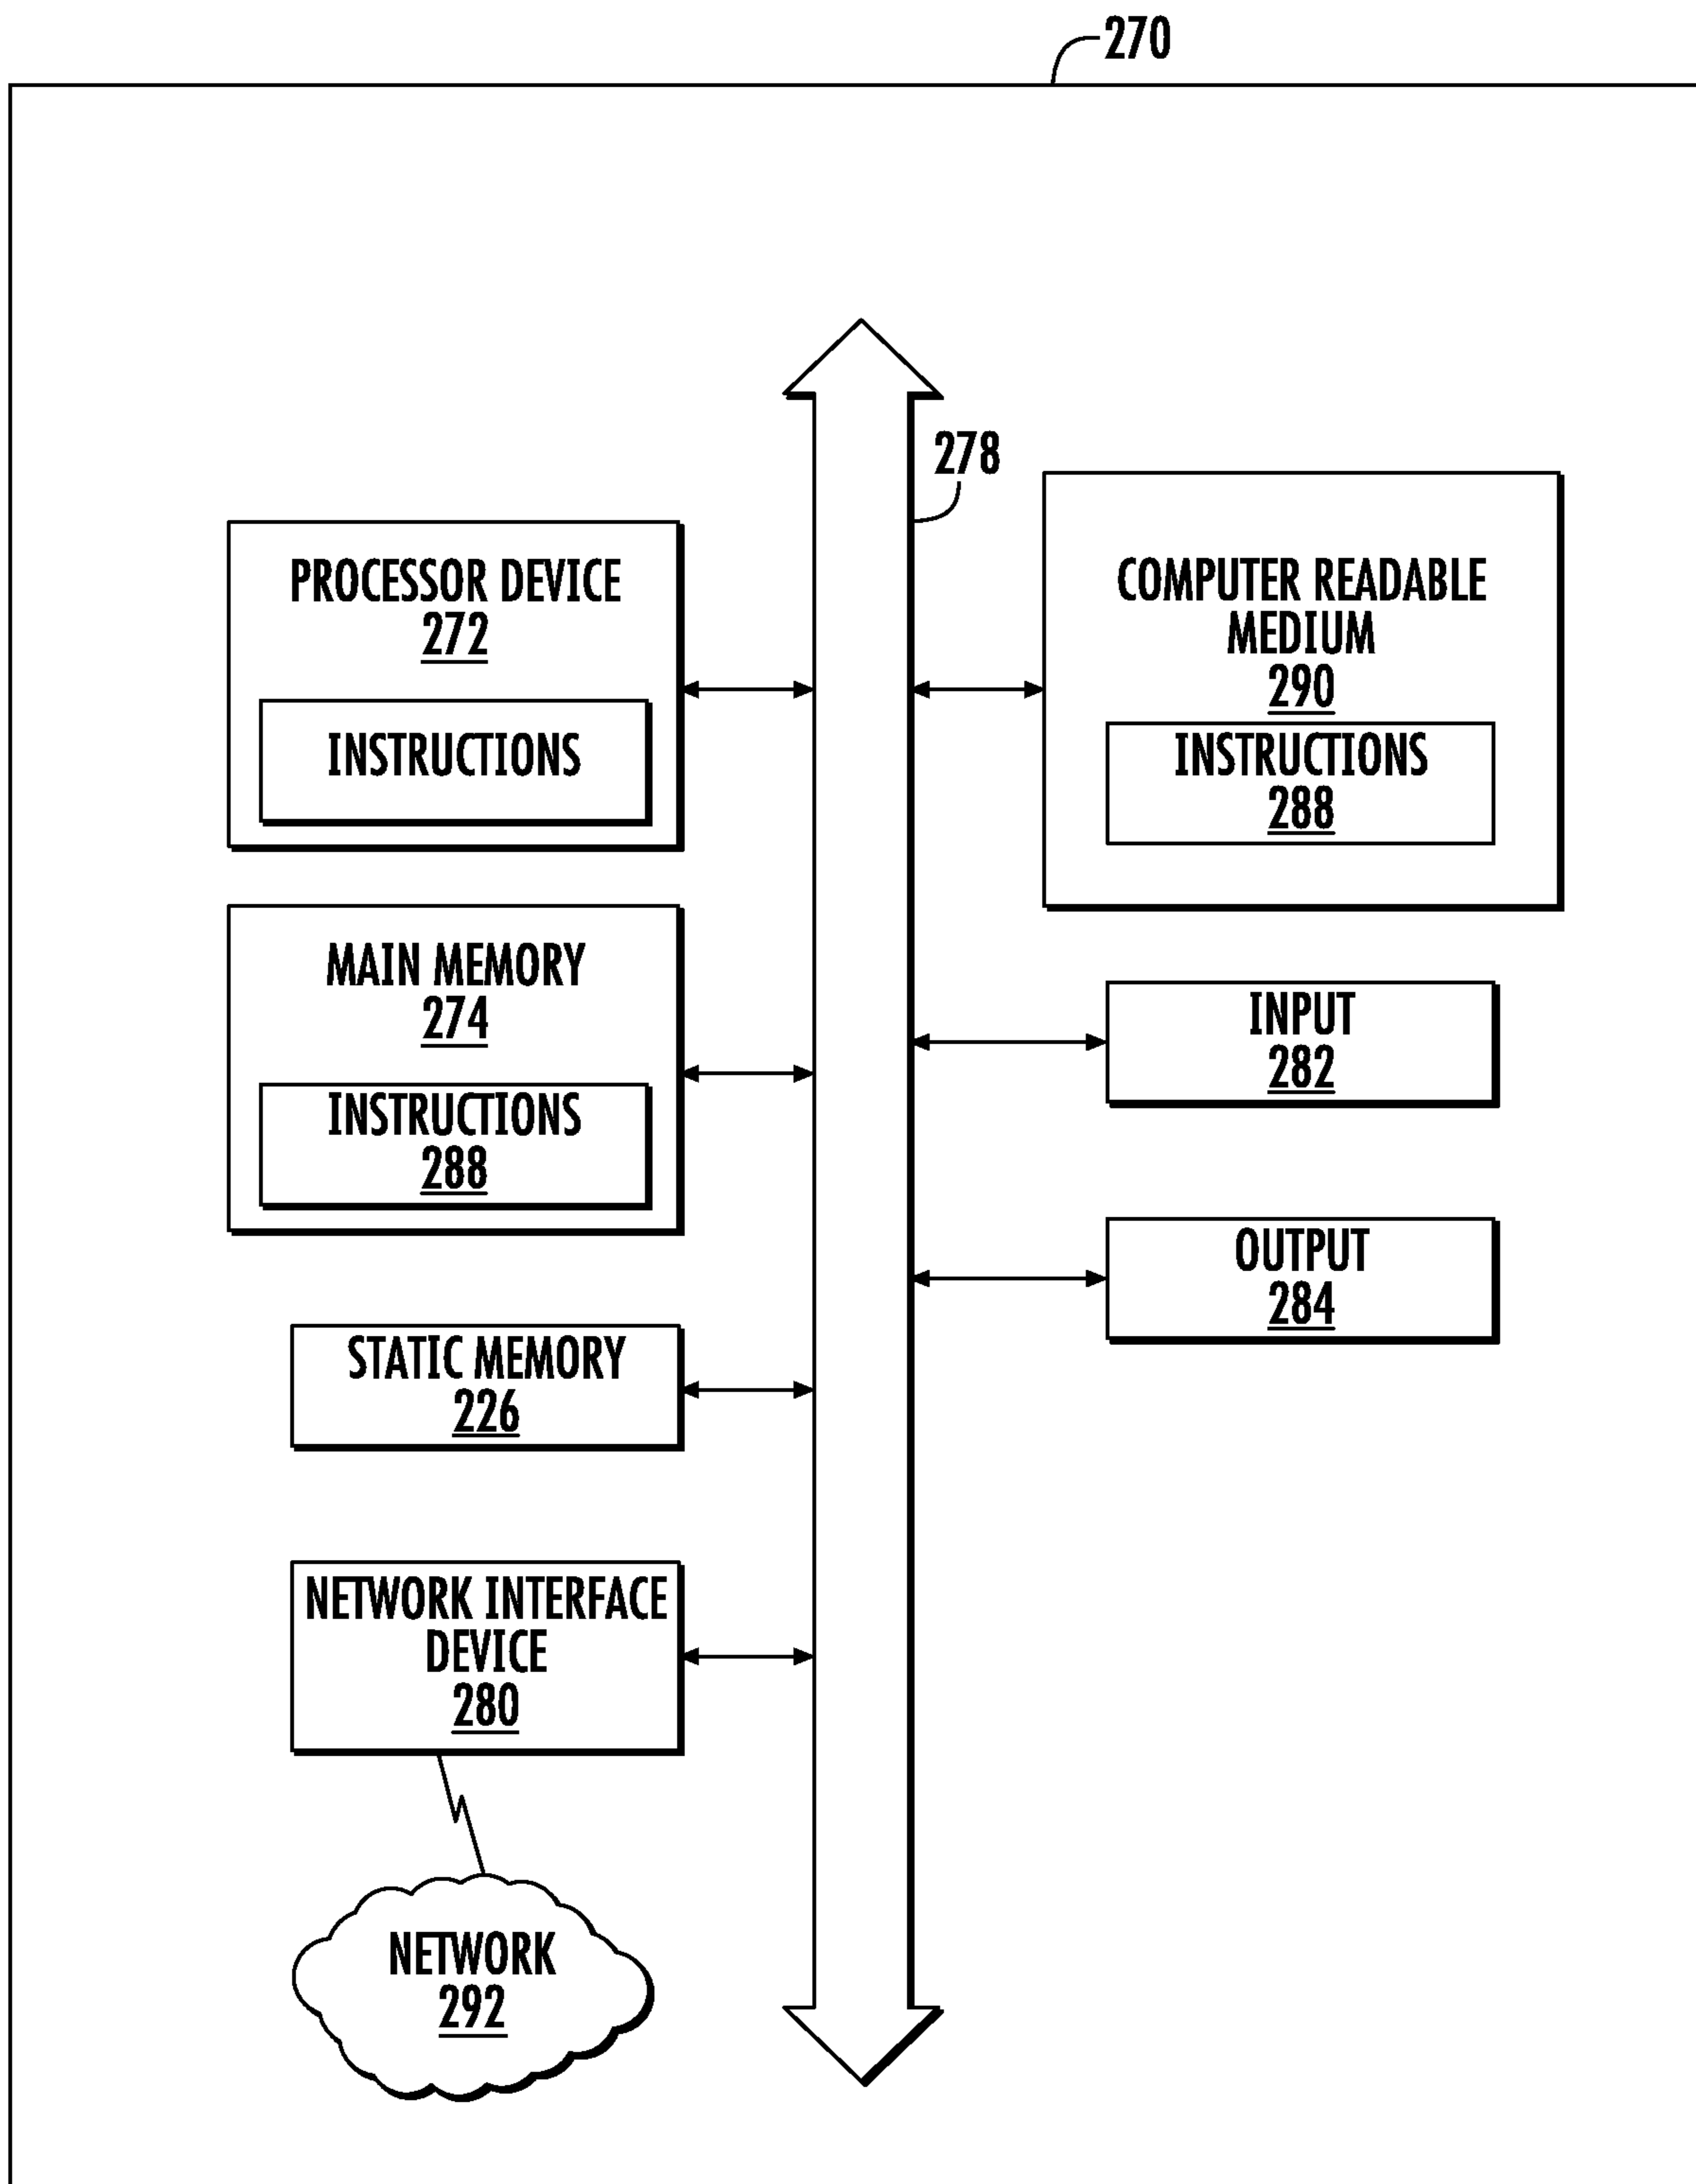 270
278
PROCESSOR DEVICE
272
INSTRUCTIONS
MAIN MEMORY
274
INSTRUCTIONS
288
STATIC MEMORY
226
NETWORK INTERFACE
DEVICE
280
NETWORK
292
COMPUTER READABLE
MEDIUM
290
INSTRUCTIONS
288
INPUT
282
OUTPUT
284